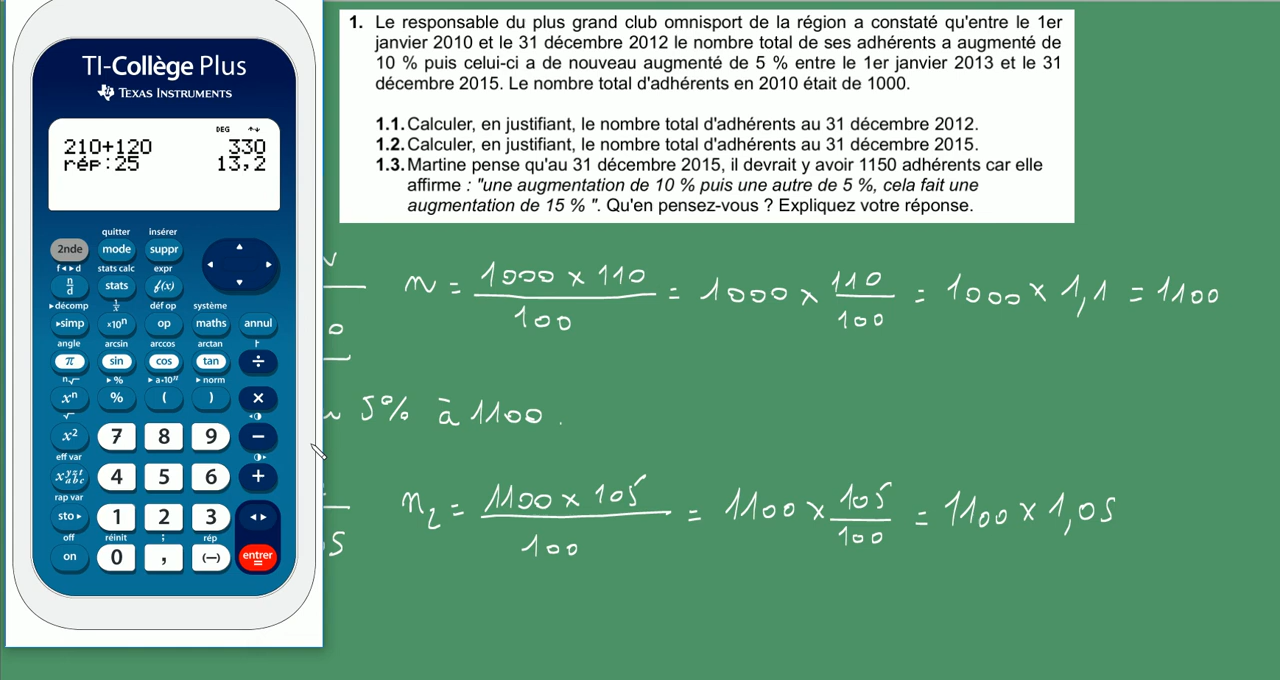 TI-Collège Plus
TEXAS INSTRUMENTS
DEG
210+120 330
rép:25 13,2
quitter insérer
2nde mode suppr
f◄►d stats calc expr
n/d stats f(x)
►décomp 1/x déf op système
►simp ×10ⁿ op maths annul
angle arcsin arccos arctan r
π sin cos tan ÷
ⁿ√ ►% ►a·10ⁿ ►norm
xⁿ % ( ) ×
√
x² 7 8 9 −
eff var
x y z t a b c 4 5 6 +
rap var
sto► 1 2 3 ◄►
off réinit ; rép
on 0 , (−) entrer =
1. Le responsable du plus grand club omnisport de la région a constaté qu'entre le 1er
janvier 2010 et le 31 décembre 2012 le nombre total de ses adhérents a augmenté de
10 % puis celui-ci a de nouveau augmenté de 5 % entre le 1er janvier 2013 et le 31
décembre 2015. Le nombre total d'adhérents en 2010 était de 1000.
1.1. Calculer, en justifiant, le nombre total d'adhérents au 31 décembre 2012.
1.2. Calculer, en justifiant, le nombre total d'adhérents au 31 décembre 2015.
1.3. Martine pense qu'au 31 décembre 2015, il devrait y avoir 1150 adhérents car elle
affirme : "une augmentation de 10 % puis une autre de 5 %, cela fait une
augmentation de 15 % ". Qu'en pensez-vous ? Expliquez votre réponse.
n = 1000 × 110 / 100 = 1000 × 110 / 100 = 1000 × 1,1 = 1100
0
5% à 1100.
n₂ = 1100 × 105 / 100 = 1100 × 105 / 100 = 1100 × 1,05
5